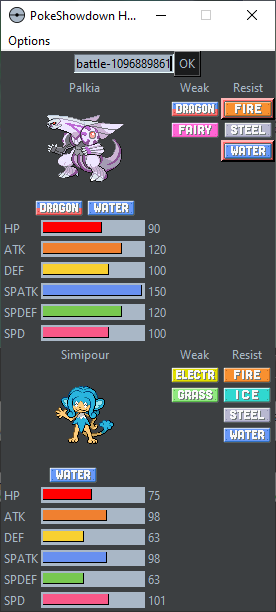 PokeShowdown H...
Options
battle-1096889861 OK
Palkia Weak Resist
DRAGON FIRE
FAIRY STEEL
WATER
DRAGON WATER
HP 90
ATK 120
DEF 100
SPATK 150
SPDEF 120
SPD 100
Simipour Weak Resist
ELECTR FIRE
GRASS ICE
STEEL
WATER
WATER
HP 75
ATK 98
DEF 63
SPATK 98
SPDEF 63
SPD 101